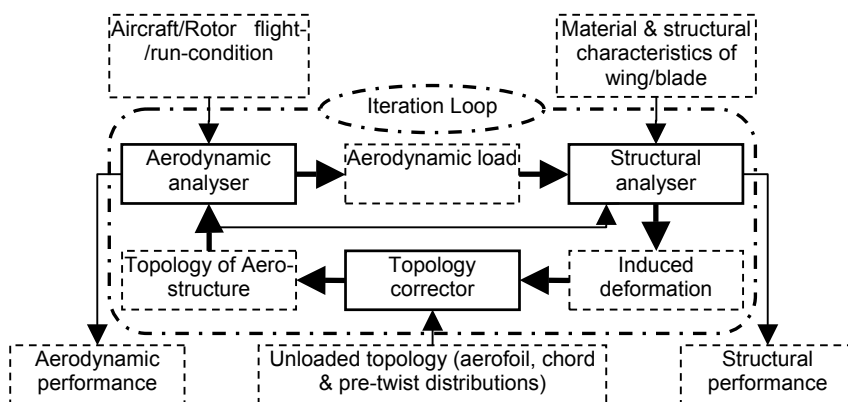 Aircraft/Rotor flight-
/run-condition
Material & structural
characteristics of
wing/blade
Iteration Loop
Aerodynamic
analyser
Aerodynamic load
Structural
analyser
Topology of Aero-
structure
Topology
corrector
Induced
deformation
Aerodynamic
performance
Unloaded topology (aerofoil, chord
& pre-twist distributions)
Structural
performance